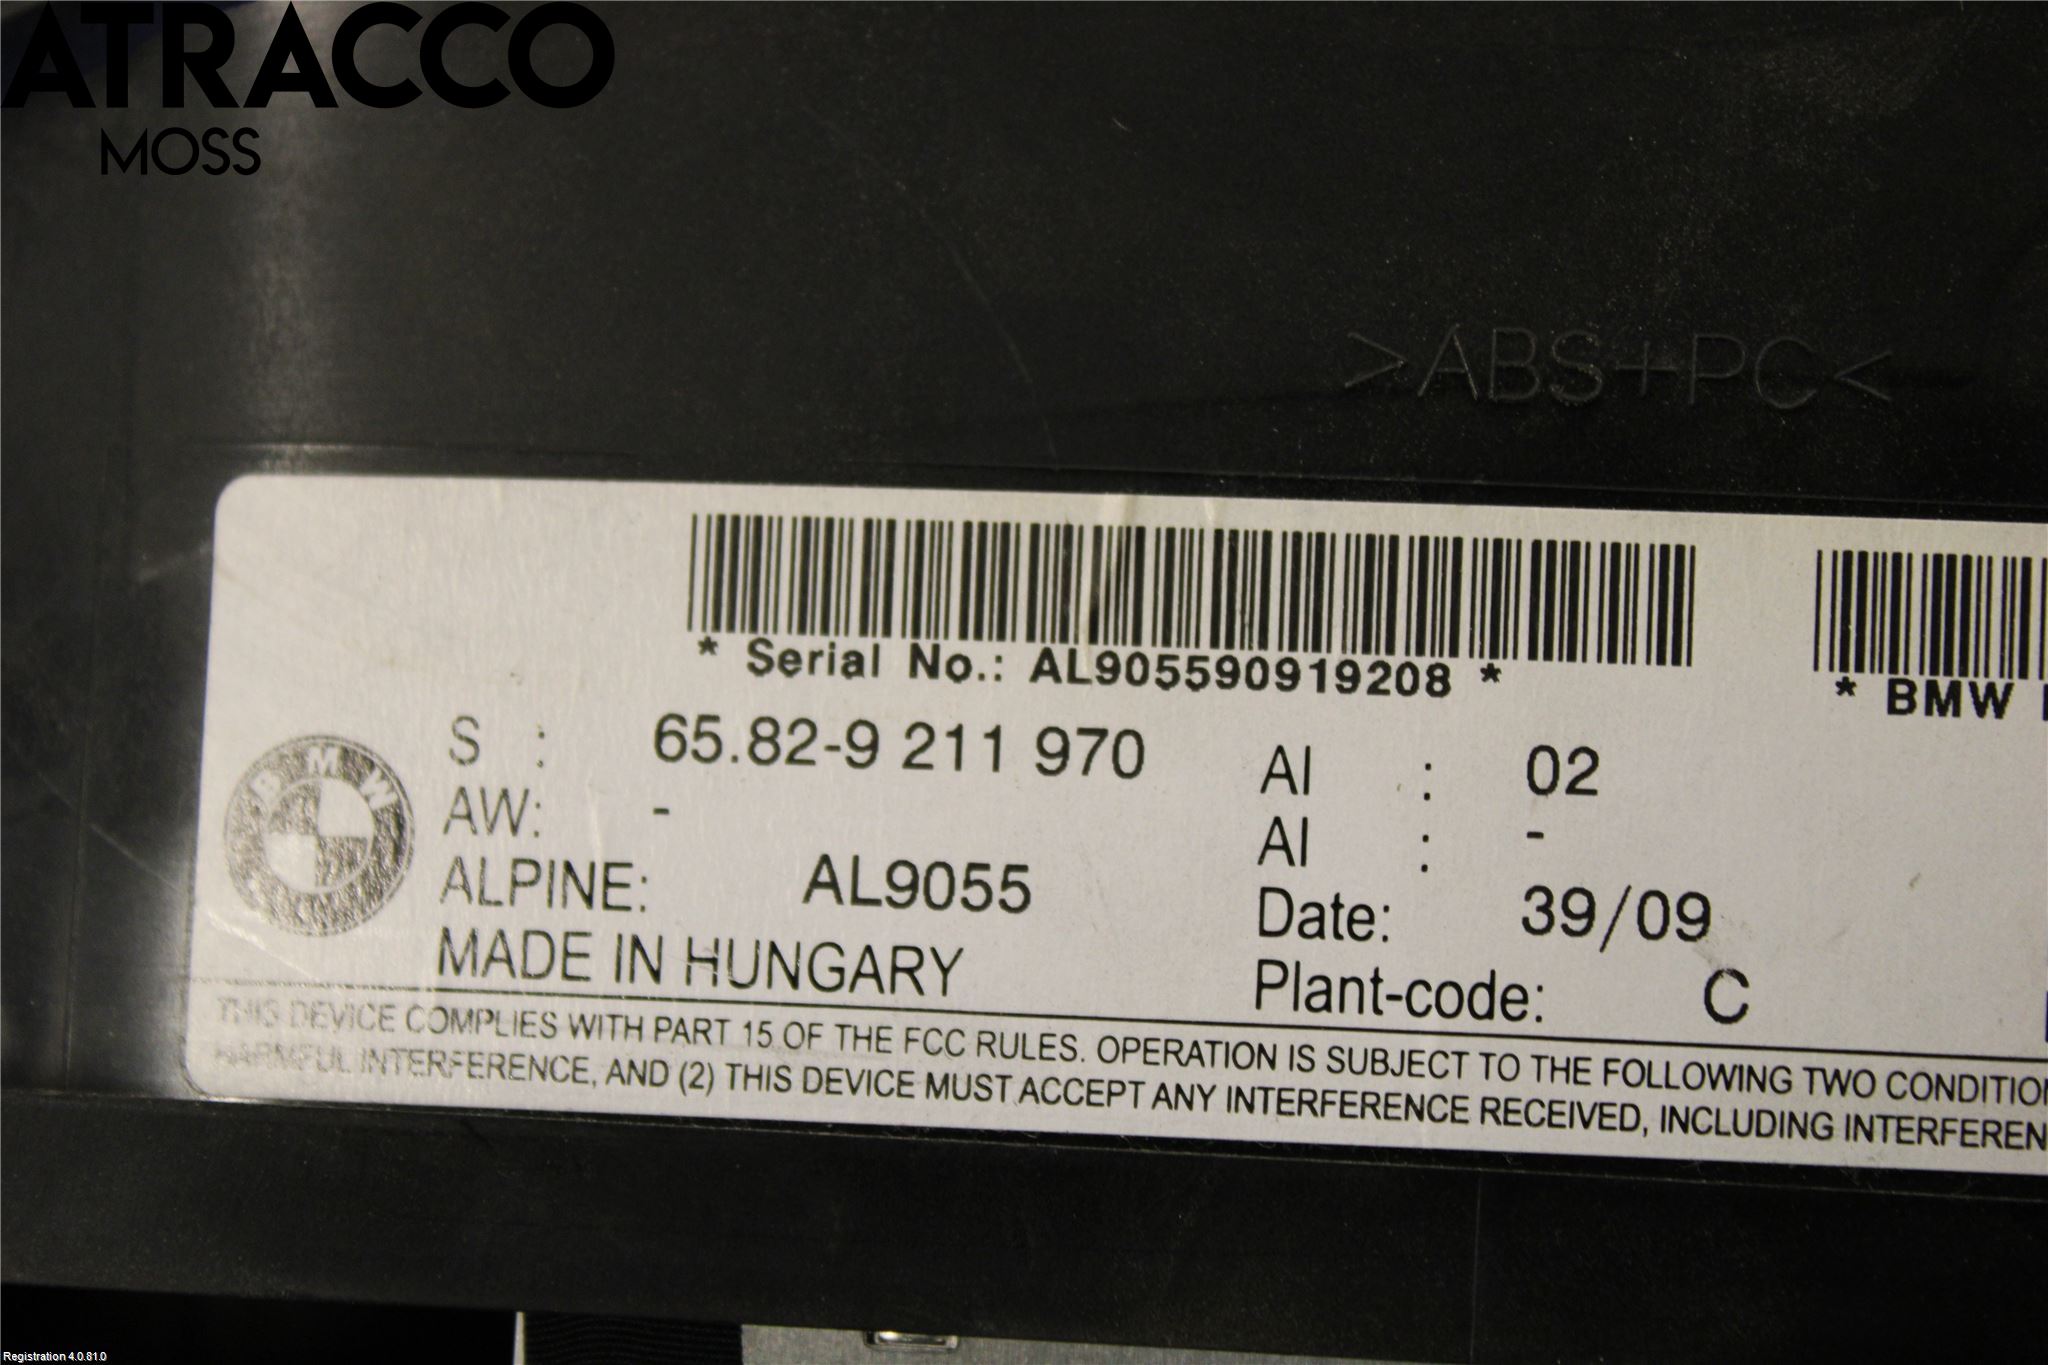 ATRACCO
MOSS
>ABS+PC<
* Serial No.: AL905590919208 *
* BMW
S : 65.82-9 211 970
AI : 02
AW: -
AI : -
ALPINE: AL9055
Date: 39/09
MADE IN HUNGARY
Plant-code: C
BMW
THIS DEVICE COMPLIES WITH PART 15 OF THE FCC RULES. OPERATION IS SUBJECT TO THE FOLLOWING TWO CONDITION
HARMFUL INTERFERENCE, AND (2) THIS DEVICE MUST ACCEPT ANY INTERFERENCE RECEIVED, INCLUDING INTERFEREN
Registration 4.0.81.0